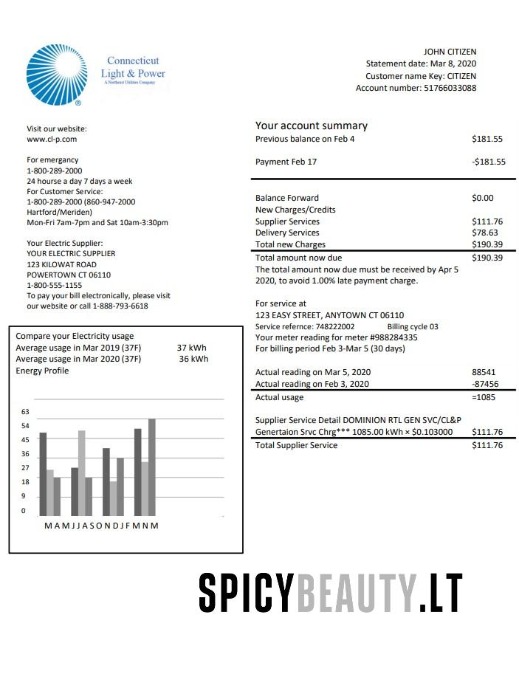 Connecticut
Light & Power
A Northeast Utilities Company
JOHN CITIZEN
Statement date: Mar 8, 2020
Customer name Key: CITIZEN
Account number: 51766033088
Visit our website:
www.cl-p.com
For emergancy
1-800-289-2000
24 hourse a day 7 days a week
For Customer Service:
1-800-289-2000 (860-947-2000
Hartford/Meriden)
Mon-Fri 7am-7pm and Sat 10am-3:30pm
Your Electric Supplier:
YOUR ELECTRIC SUPPLIER
123 KILOWAT ROAD
POWERTOWN CT 06110
1-800-555-1155
To pay your bill electronically, please visit
our website or call 1-888-793-6618
Compare your Electricity usage
Average usage in Mar 2019 (37F) 37 kWh
Average usage in Mar 2020 (37F) 36 kWh
Energy Profile
63
54
45
36
27
18
9
0
M A M J J A S O N D J F M N M
Your account summary
Previous balance on Feb 4 $181.55
Payment Feb 17 -$181.55
Balance Forward $0.00
New Charges/Credits
Supplier Services $111.76
Delivery Services $78.63
Total new Charges $190.39
Total amount now due $190.39
The total amount now due must be received by Apr 5
2020, to avoid 1.00% late payment charge.
For service at
123 EASY STREET, ANYTOWN CT 06110
Service refernce: 748222002 Billing cycle 03
Your meter reading for meter #988284335
For billing period Feb 3-Mar 5 (30 days)
Actual reading on Mar 5, 2020 88541
Actual reading on Feb 3, 2020 -87456
Actual usage =1085
Supplier Service Detail DOMINION RTL GEN SVC/CL&P
Genertaion Srvc Chrg*** 1085.00 kWh × $0.103000 $111.76
Total Supplier Service $111.76
SPICYBEAUTY.LT